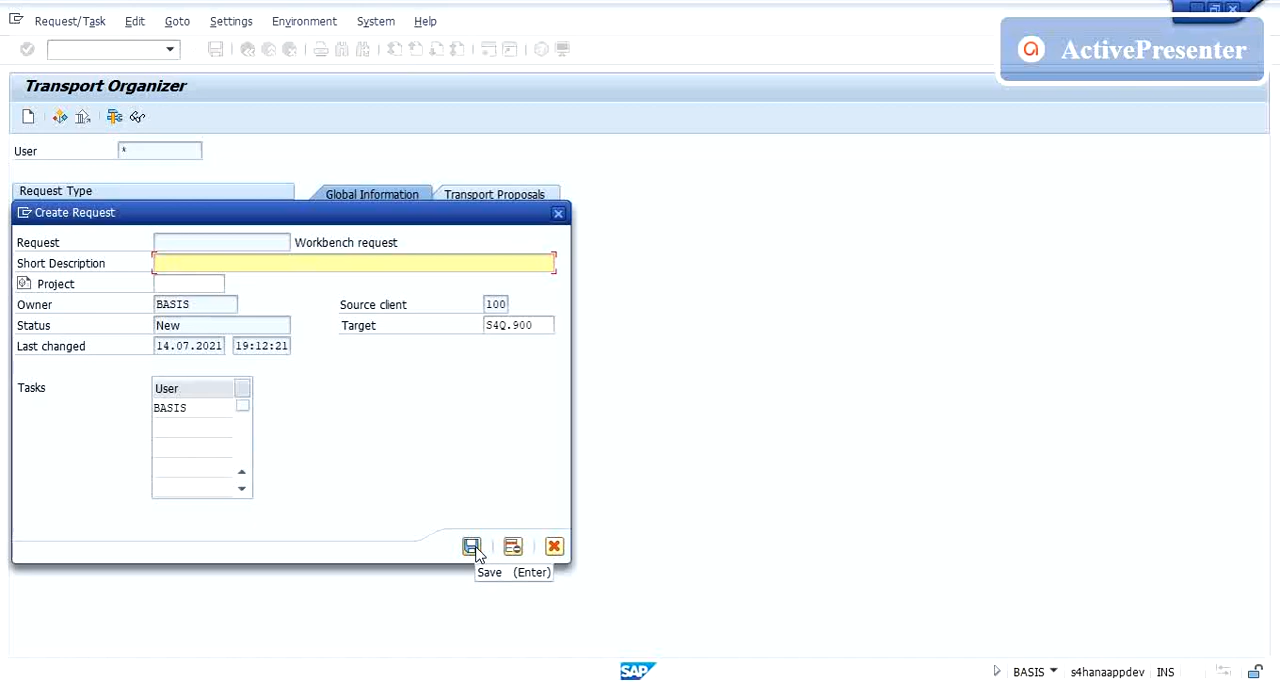 Request/Task Edit Goto Settings Environment System Help
ActivePresenter
Transport Organizer
User *
Request Type Global Information Transport Proposals
Create Request
Request Workbench request
Short Description
Project
Owner BASIS Source client 100
Status New Target S4Q.900
Last changed 14.07.2021 19:12:21
Tasks User
BASIS
Save (Enter)
SAP BASIS s4hanaappdev INS